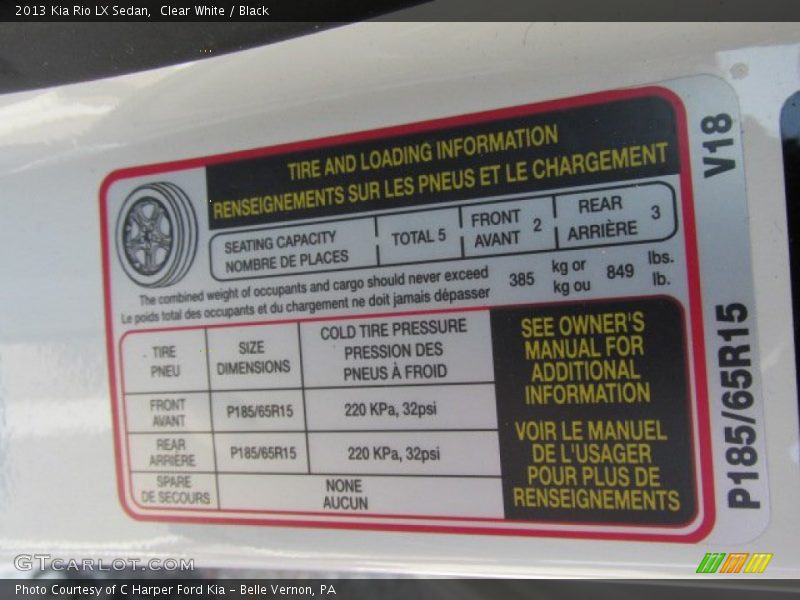 2013 Kia Rio LX Sedan,  Clear White / Black
TIRE AND LOADING INFORMATION
RENSEIGNEMENTS SUR LES PNEUS ET LE CHARGEMENT
SEATING CAPACITY
NOMBRE DE PLACES
TOTAL 5
FRONT
AVANT
2
REAR
ARRIÈRE
3
The combined weight of occupants and cargo should never exceed
Le poids total des occupants et du chargement ne doit jamais dépasser
385
kg or
kg ou
849
lbs.
lb.
TIRE
PNEU
SIZE
DIMENSIONS
COLD TIRE PRESSURE
PRESSION DES
PNEUS À FROID
FRONT
AVANT
P185/65R15
220 KPa, 32psi
REAR
ARRIÈRE
P185/65R15
220 KPa, 32psi
SPARE
DE SECOURS
NONE
AUCUN
SEE OWNER'S
MANUAL FOR
ADDITIONAL
INFORMATION
VOIR LE MANUEL
DE L'USAGER
POUR PLUS DE
RENSEIGNEMENTS
V18
P185/65R15
GTCARLOT.COM
Photo Courtesy of C Harper Ford Kia – Belle Vernon, PA